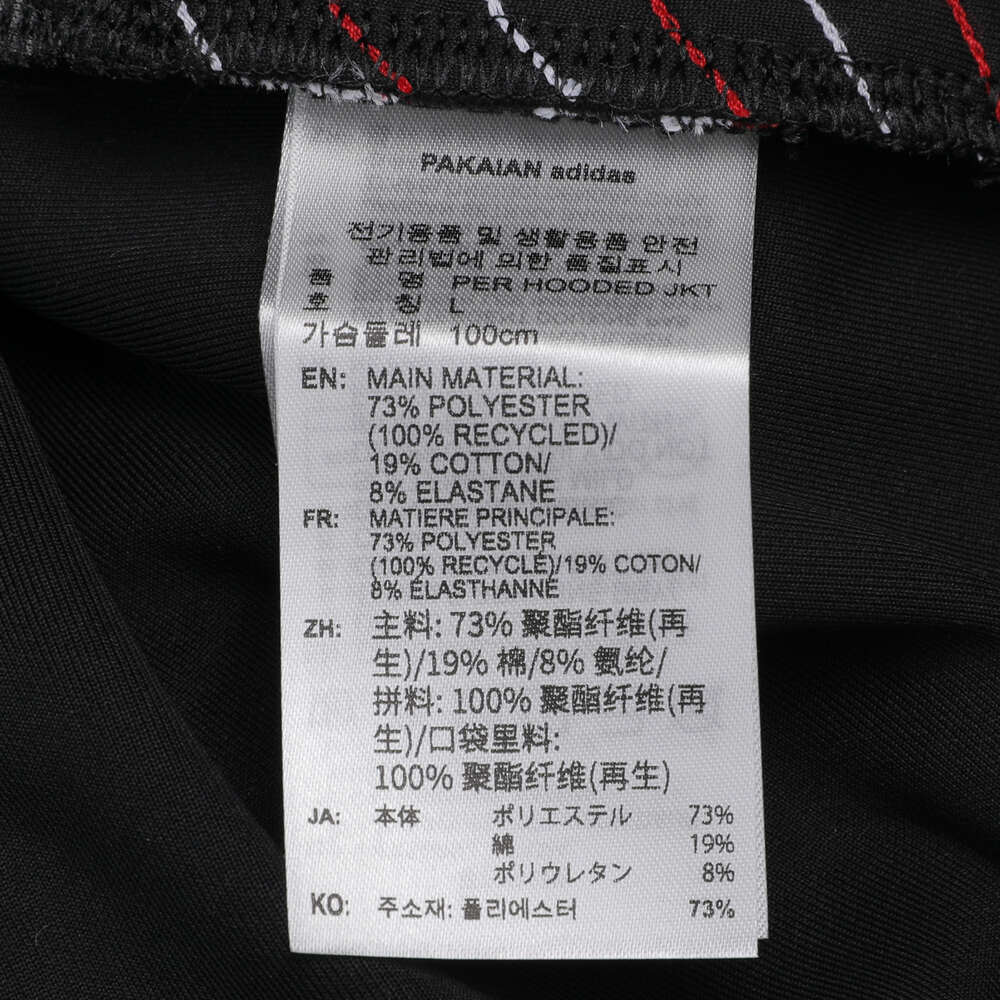 PAKAIAN adidas
전기용품 및 생활용품 안전
관리법에 의한 품질표시
품 명 PER HOODED JKT
호 칭 L
가슴둘레 100cm
EN: MAIN MATERIAL:
73% POLYESTER
(100% RECYCLED)/
19% COTTON/
8% ELASTANE
FR: MATIERE PRINCIPALE:
73% POLYESTER
(100% RECYCLÉ)/19% COTON/
8% ÉLASTHANNE
ZH: 主料: 73% 聚酯纤维(再
生)/19% 棉/8% 氨纶/
拼料: 100% 聚酯纤维(再
生)/口袋里料:
100% 聚酯纤维(再生)
JA: 本体 ポリエステル 73%
綿 19%
ポリウレタン 8%
KO: 주소재: 폴리에스터 73%